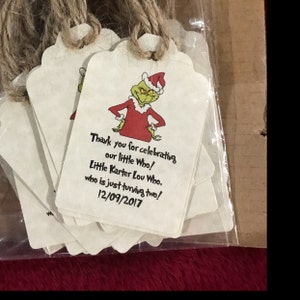 Thank you for celebrating
our little Who!
Little Karter Lou Who,
who is just turning two!
12/09/2017